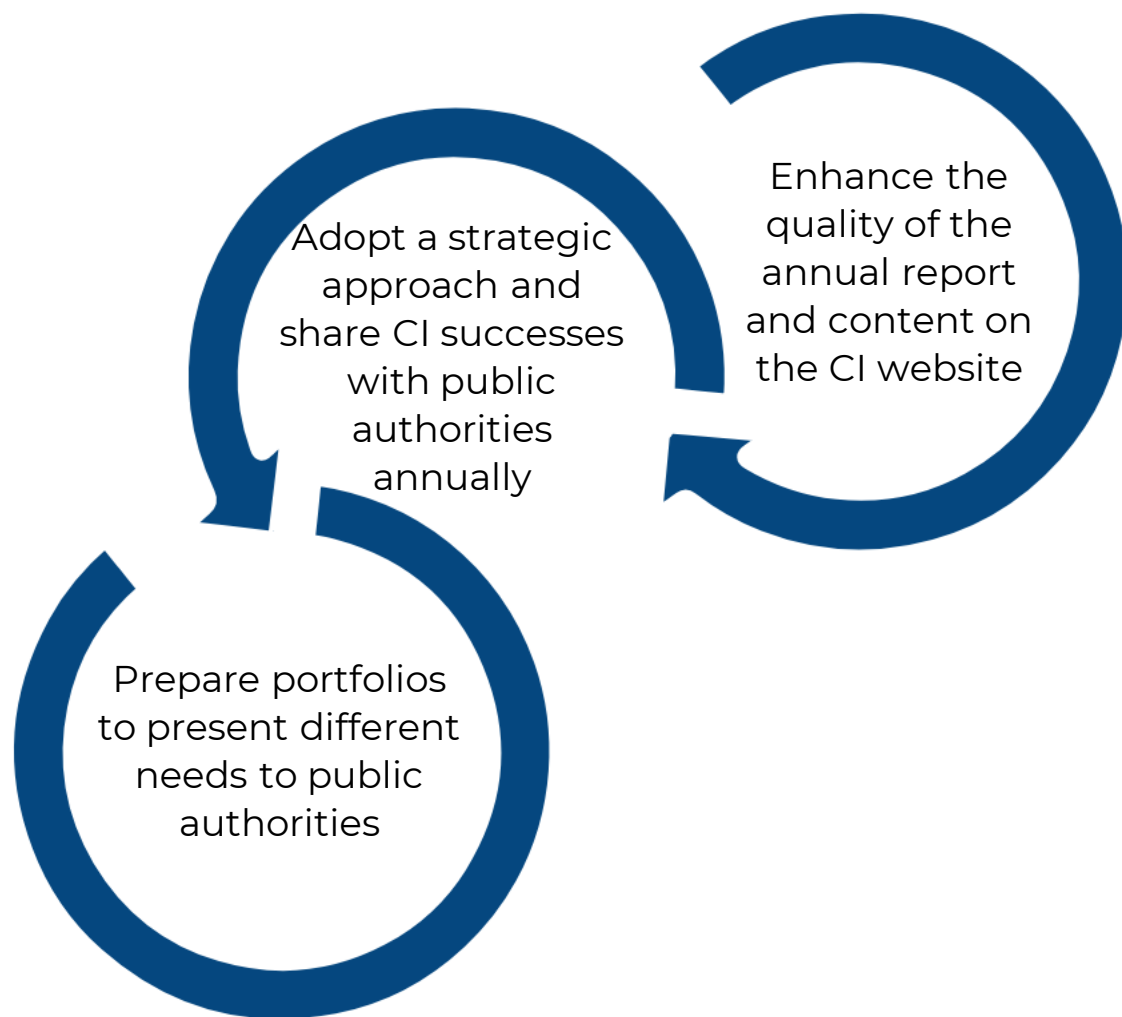 Enhance the
quality of the
annual report
and content on
the CI website
Adopt a strategic
approach and
share CI successes
with public
authorities
annually
Prepare portfolios
to present different
needs to public
authorities